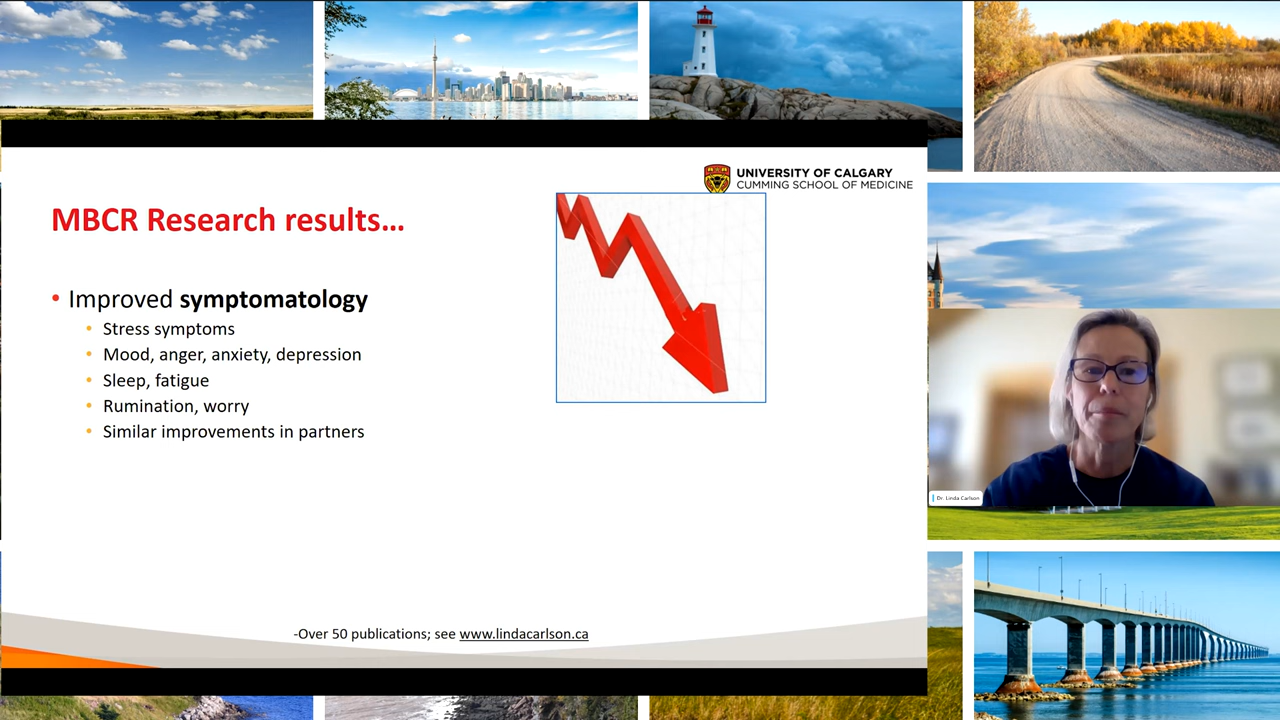 UNIVERSITY OF CALGARY
CUMMING SCHOOL OF MEDICINE
MBCR Research results...
• Improved symptomatology
• Stress symptoms
• Mood, anger, anxiety, depression
• Sleep, fatigue
• Rumination, worry
• Similar improvements in partners
-Over 50 publications; see www.lindacarlson.ca
Dr. Linda Carlson